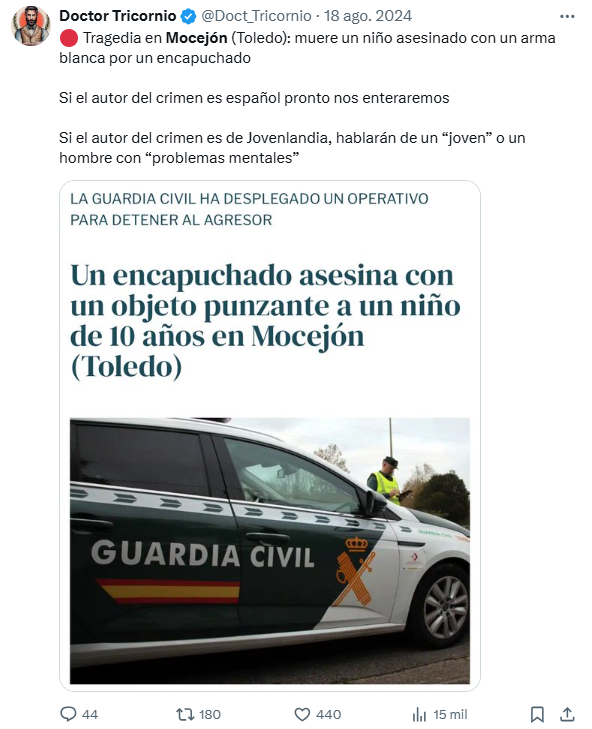 Doctor Tricornio @Doct_Tricornio · 18 ago. 2024
Tragedia en Mocejón (Toledo): muere un niño asesinado con un arma
blanca por un encapuchado
Si el autor del crimen es español pronto nos enteraremos
Si el autor del crimen es de Jovenlandia, hablarán de un “joven” o un
hombre con “problemas mentales”
LA GUARDIA CIVIL HA DESPLEGADO UN OPERATIVO
PARA DETENER AL AGRESOR
Un encapuchado asesina con
un objeto punzante a un niño
de 10 años en Mocejón
(Toledo)
GUARDIA CIVIL
44 180 440 15 mil